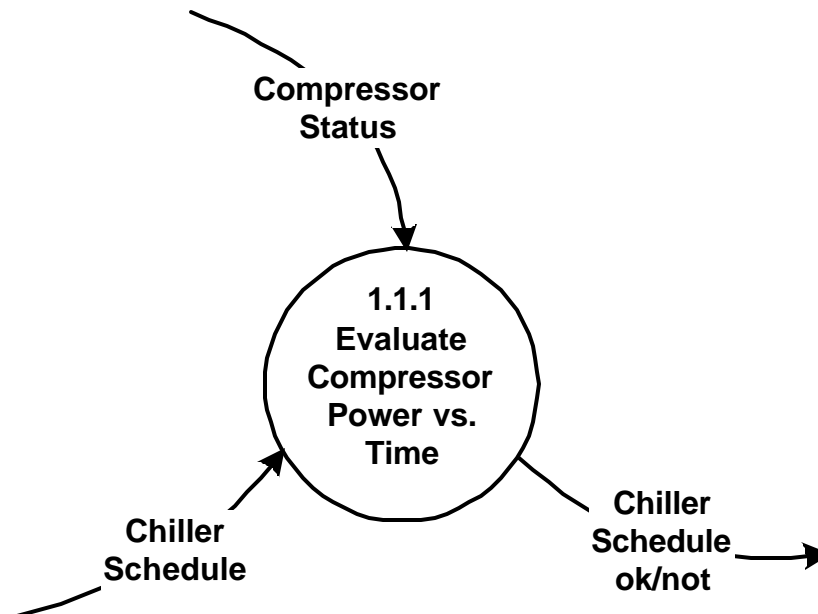 Compressor
Status
1.1.1
Evaluate
Compressor
Power vs.
Time
Chiller
Schedule
Chiller
Schedule
ok/not